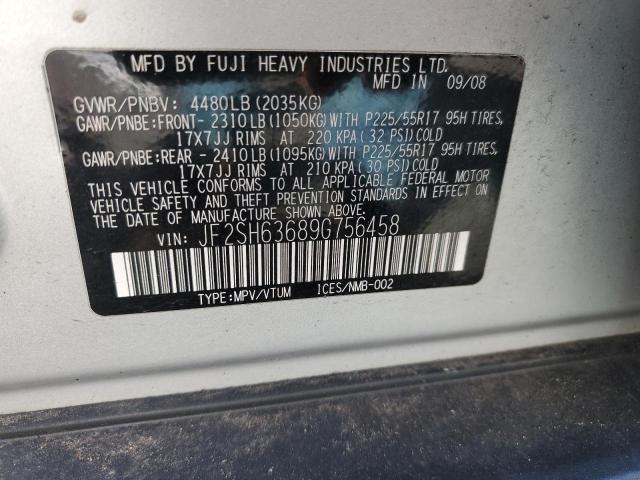 MFD BY FUJI HEAVY INDUSTRIES LTD.
MFD IN 09/08
GVWR/PNBV: 4480LB (2035KG)
GAWR/PNBE:FRONT- 2310LB (1050KG)WITH P225/55R17 95H TIRES,
17X7JJ RIMS AT 220 KPA (32 PSI)COLD
GAWR/PNBE:REAR - 2410LB (1095KG)WITH P225/55R17 95H TIRES,
17X7JJ RIMS AT 210 KPA (30 PSI)COLD
THIS VEHICLE CONFORMS TO ALL APPLICABLE FEDERAL MOTOR
VEHICLE SAFETY AND THEFT PREVENTION STANDARDS IN EFFECT ON
THE DATE OF MANUFACTURE SHOWN ABOVE.
VIN: JF2SH63689G756458
TYPE:MPV/VTUM ICES/NMB-002